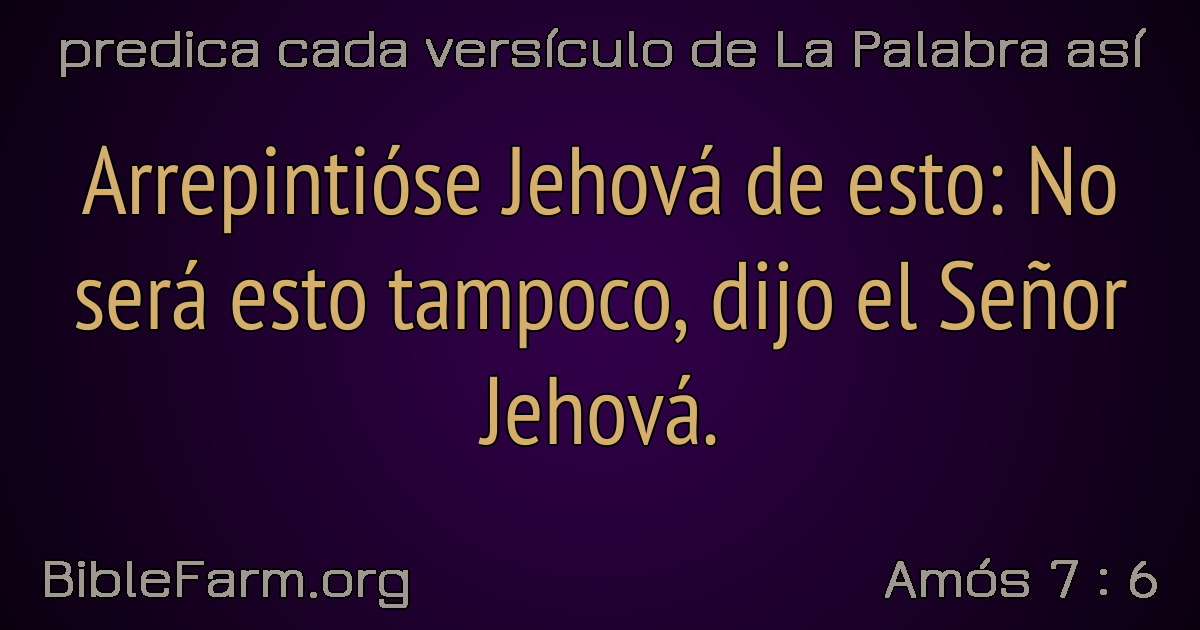 predica cada versículo de La Palabra así
Arrepintióse Jehová de esto: No
será esto tampoco, dijo el Señor
Jehová.
BibleFarm.org
Amós 7 : 6